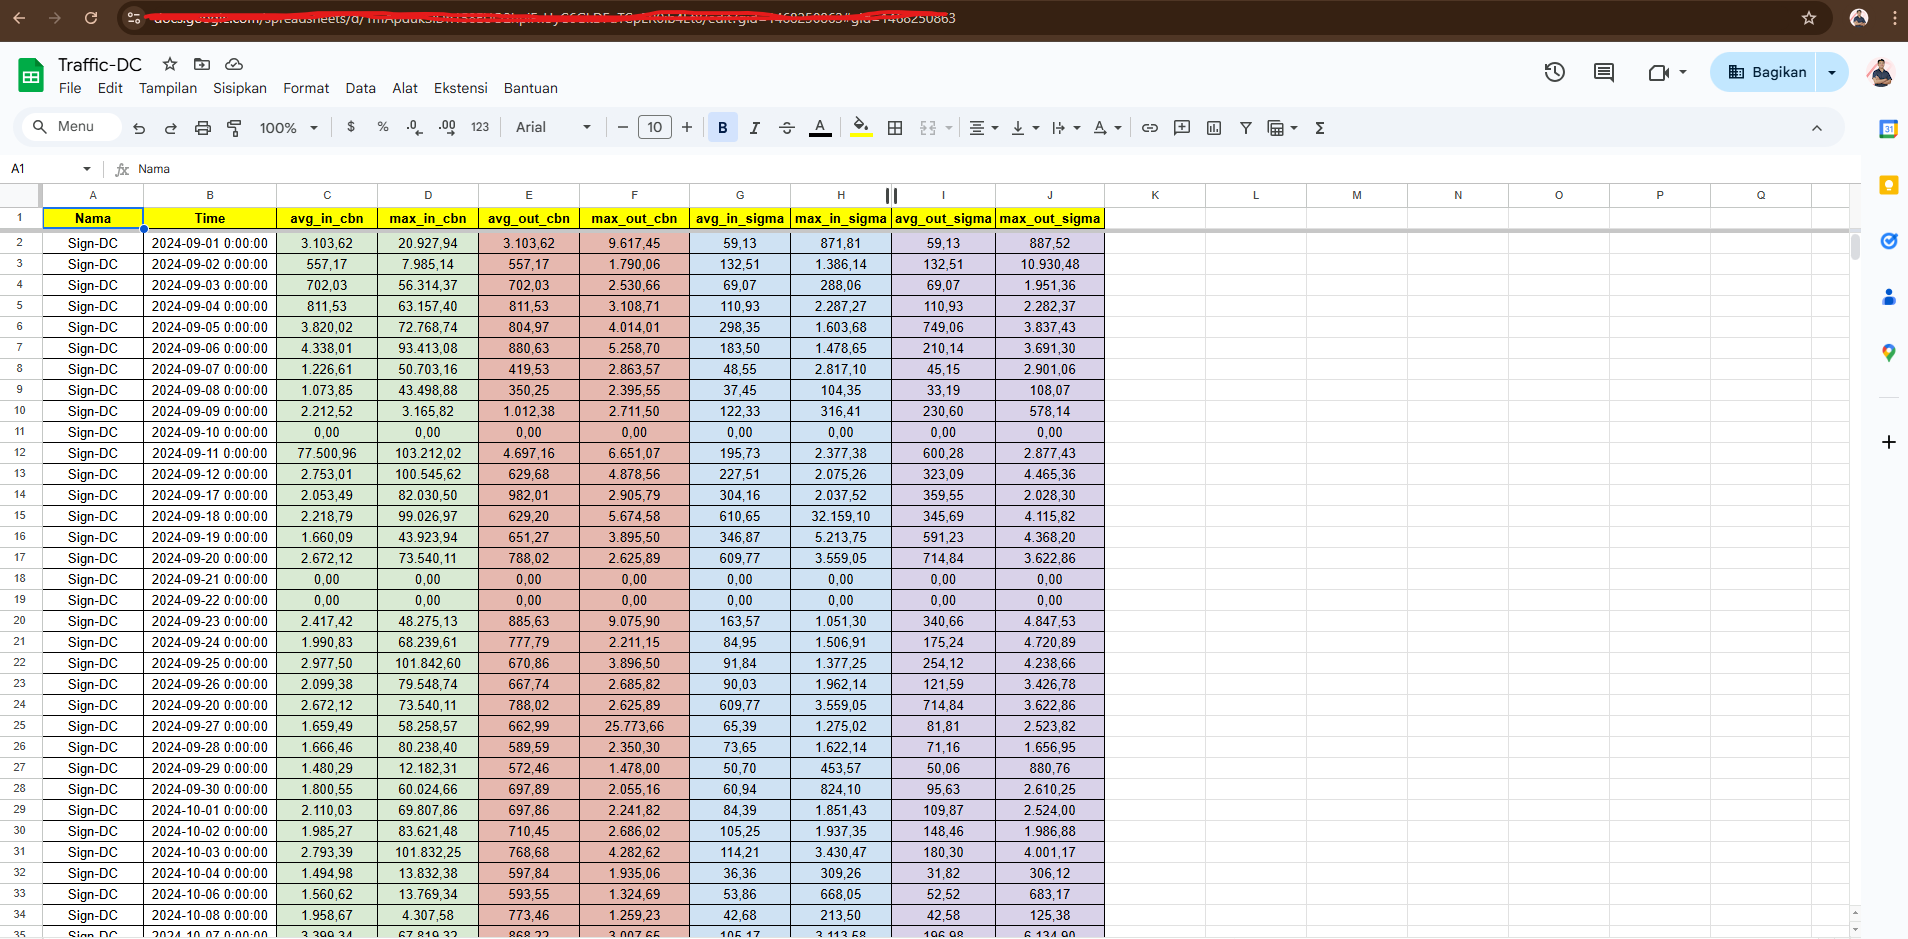 Traffic-DC
File Edit Tampilan Sisipkan Format Data Alat Ekstensi Bantuan
Bagikan
Menu 100% $ % .0 .00 123 Arial 10 B I A
A1 fx Nama
A B C D E F G H I J K L M N O P Q
1 Nama Time avg_in_cbn max_in_cbn avg_out_cbn max_out_cbn avg_in_sigma max_in_sigma avg_out_sigma max_out_sigma
2 Sign-DC 2024-09-01 0:00:00 3.103,62 20.927,94 3.103,62 9.617,45 59,13 871,81 59,13 887,52
3 Sign-DC 2024-09-02 0:00:00 557,17 7.985,14 557,17 1.790,06 132,51 1.386,14 132,51 10.930,48
4 Sign-DC 2024-09-03 0:00:00 702,03 56.314,37 702,03 2.530,66 69,07 288,06 69,07 1.951,36
5 Sign-DC 2024-09-04 0:00:00 811,53 63.157,40 811,53 3.108,71 110,93 2.287,27 110,93 2.282,37
6 Sign-DC 2024-09-05 0:00:00 3.820,02 72.768,74 804,97 4.014,01 298,35 1.603,68 749,06 3.837,43
7 Sign-DC 2024-09-06 0:00:00 4.338,01 93.413,08 880,63 5.258,70 183,50 1.478,65 210,14 3.691,30
8 Sign-DC 2024-09-07 0:00:00 1.226,61 50.703,16 419,53 2.863,57 48,55 2.817,10 45,15 2.901,06
9 Sign-DC 2024-09-08 0:00:00 1.073,85 43.498,88 350,25 2.395,55 37,45 104,35 33,19 108,07
10 Sign-DC 2024-09-09 0:00:00 2.212,52 3.165,82 1.012,38 2.711,50 122,33 316,41 230,60 578,14
11 Sign-DC 2024-09-10 0:00:00 0,00 0,00 0,00 0,00 0,00 0,00 0,00 0,00
12 Sign-DC 2024-09-11 0:00:00 77.500,96 103.212,02 4.697,16 6.651,07 195,73 2.377,38 600,28 2.877,43
13 Sign-DC 2024-09-12 0:00:00 2.753,01 100.545,62 629,68 4.878,56 227,51 2.075,26 323,09 4.465,36
14 Sign-DC 2024-09-17 0:00:00 2.053,49 82.030,50 982,01 2.905,79 304,16 2.037,52 359,55 2.028,30
15 Sign-DC 2024-09-18 0:00:00 2.218,79 99.026,97 629,20 5.674,58 610,65 32.159,10 345,69 4.115,82
16 Sign-DC 2024-09-19 0:00:00 1.660,09 43.923,94 651,27 3.895,50 346,87 5.213,75 591,23 4.368,20
17 Sign-DC 2024-09-20 0:00:00 2.672,12 73.540,11 788,02 2.625,89 609,77 3.559,05 714,84 3.622,86
18 Sign-DC 2024-09-21 0:00:00 0,00 0,00 0,00 0,00 0,00 0,00 0,00 0,00
19 Sign-DC 2024-09-22 0:00:00 0,00 0,00 0,00 0,00 0,00 0,00 0,00 0,00
20 Sign-DC 2024-09-23 0:00:00 2.417,42 48.275,13 885,63 9.075,90 163,57 1.051,30 340,66 4.847,53
21 Sign-DC 2024-09-24 0:00:00 1.990,83 68.239,61 777,79 2.211,15 84,95 1.506,91 175,24 4.720,89
22 Sign-DC 2024-09-25 0:00:00 2.977,50 101.842,60 670,86 3.896,50 91,84 1.377,25 254,12 4.238,66
23 Sign-DC 2024-09-26 0:00:00 2.099,38 79.548,74 667,74 2.685,82 90,03 1.962,14 121,59 3.426,78
24 Sign-DC 2024-09-20 0:00:00 2.672,12 73.540,11 788,02 2.625,89 609,77 3.559,05 714,84 3.622,86
25 Sign-DC 2024-09-27 0:00:00 1.659,49 58.258,57 662,99 25.773,66 65,39 1.275,02 81,81 2.523,82
26 Sign-DC 2024-09-28 0:00:00 1.666,46 80.238,40 589,59 2.350,30 73,65 1.622,14 71,16 1.656,95
27 Sign-DC 2024-09-29 0:00:00 1.480,29 12.182,31 572,46 1.478,00 50,70 453,57 50,06 880,76
28 Sign-DC 2024-09-30 0:00:00 1.800,55 60.024,66 697,89 2.055,16 60,94 824,10 95,63 2.610,25
29 Sign-DC 2024-10-01 0:00:00 2.110,03 69.807,86 697,86 2.241,82 84,39 1.851,43 109,87 2.524,00
30 Sign-DC 2024-10-02 0:00:00 1.985,27 83.621,48 710,45 2.686,02 105,25 1.937,35 148,46 1.986,88
31 Sign-DC 2024-10-03 0:00:00 2.793,39 101.832,25 768,68 4.282,62 114,21 3.430,47 180,30 4.001,17
32 Sign-DC 2024-10-04 0:00:00 1.494,98 13.832,38 597,84 1.935,06 36,36 309,26 31,82 306,12
33 Sign-DC 2024-10-06 0:00:00 1.560,62 13.769,34 593,55 1.324,69 53,86 668,05 52,52 683,17
34 Sign-DC 2024-10-08 0:00:00 1.958,67 4.307,58 773,46 1.259,23 42,68 213,50 42,58 125,38
35 Sign-DC 2024-10-07 0:00:00 3.399,34 67.819,32 868,22 3.007,65 105,17 3.113,58 196,98 6.134,90